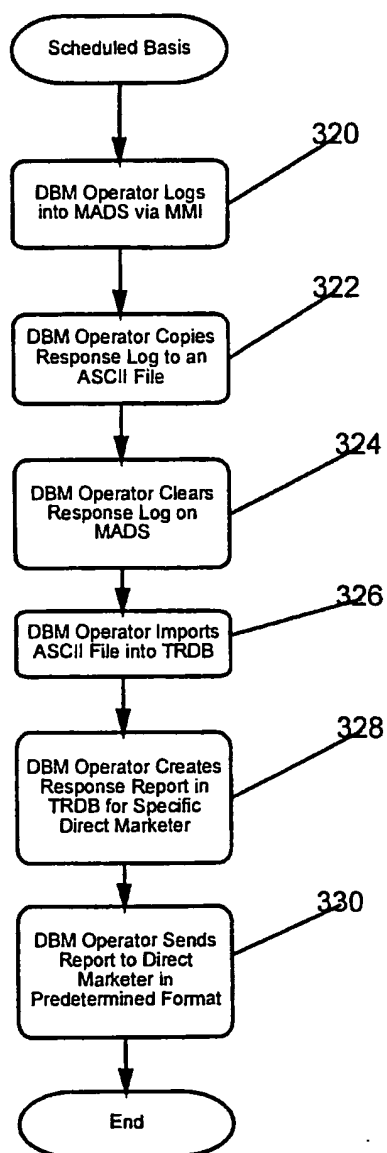 Scheduled Basis
320
DBM Operator Logs
into MADS via MMI
322
DBM Operator Copies
Response Log to an
ASCII File
324
DBM Operator Clears
Response Log on
MADS
326
DBM Operator Imports
ASCII File into TRDB
328
DBM Operator Creates
Response Report in
TRDB for Specific
Direct Marketer
330
DBM Operator Sends
Report to Direct
Marketer in
Predetermined Format
End